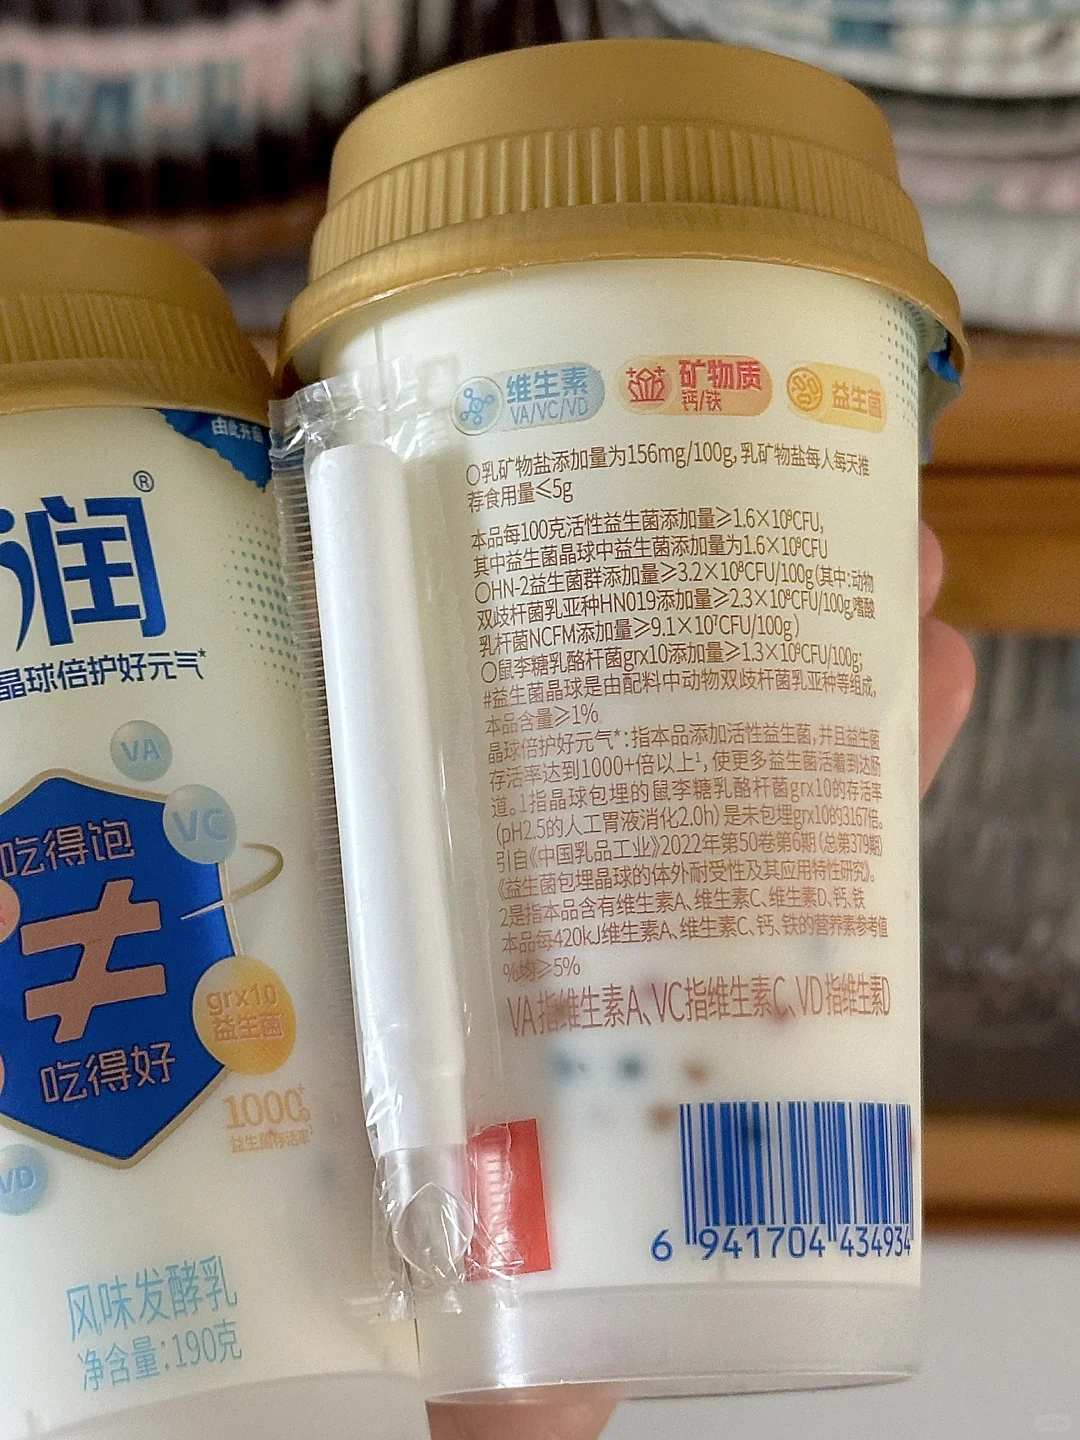 由此开启
润®
晶球倍护好元气*
VA
VC
吃得饱
≠
grx10
益生菌
吃得好
1000+倍
益生菌存活率¹
VD
风味发酵乳
净含量:190克
维生素
VA/VC/VD
矿物质
钙/铁
益生菌
○乳矿物盐添加量为156mg/100g,乳矿物盐每人每天推
荐食用量≤5g
本品每100克活性益生菌添加量≥1.6×10⁸CFU,
其中益生菌晶球中益生菌添加量为1.6×10⁸CFU
○HN-2益生菌群添加量≥3.2×10⁸CFU/100g(其中:动物
双歧杆菌乳亚种HN019添加量≥2.3×10⁸CFU/100g,嗜酸
乳杆菌NCFM添加量≥9.1×10⁷CFU/100g)
○鼠李糖乳酪杆菌grx10添加量≥1.3×10⁸CFU/100g;
#益生菌晶球是由配料中动物双歧杆菌乳亚种等组成,
本品含量≥1%
晶球倍护好元气*:指本品添加活性益生菌,并且益生菌
存活率达到1000+倍以上¹,使更多益生菌活着到达肠
道。1指晶球包埋的鼠李糖乳酪杆菌grx10的存活率
(pH2.5的人工胃液消化2.0h)是未包埋grx10的3167倍。
引自《中国乳品工业》2022年第50卷第6期(总第379期)
《益生菌包埋晶球的体外耐受性及其应用特性研究》。
2是指本品含有维生素A、维生素C、维生素D、钙、铁
本品每420kJ维生素A、维生素C、钙、铁的营养素参考值
%均≥5%
VA指维生素A、VC指维生素C、VD指维生素D
6 941704 434934